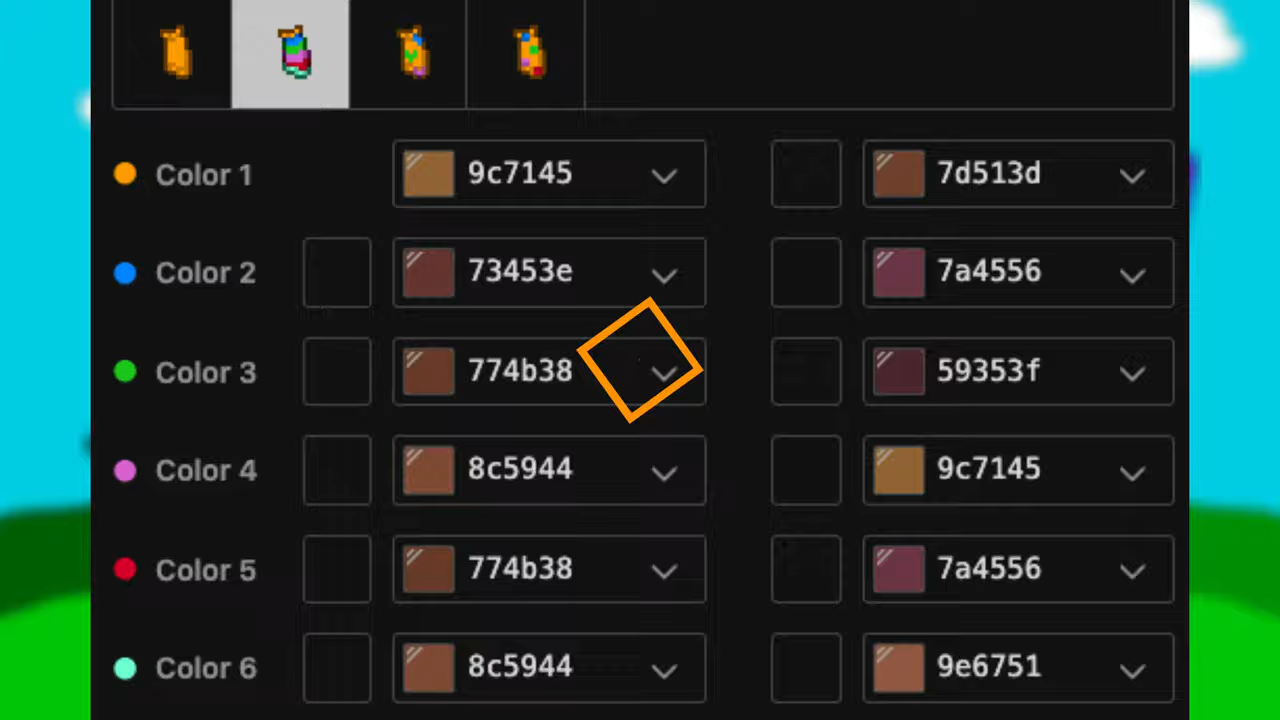 Color 1 9c7145 7d513d
Color 2 73453e 7a4556
Color 3 774b38 59353f
Color 4 8c5944 9c7145
Color 5 774b38 7a4556
Color 6 8c5944 9e6751